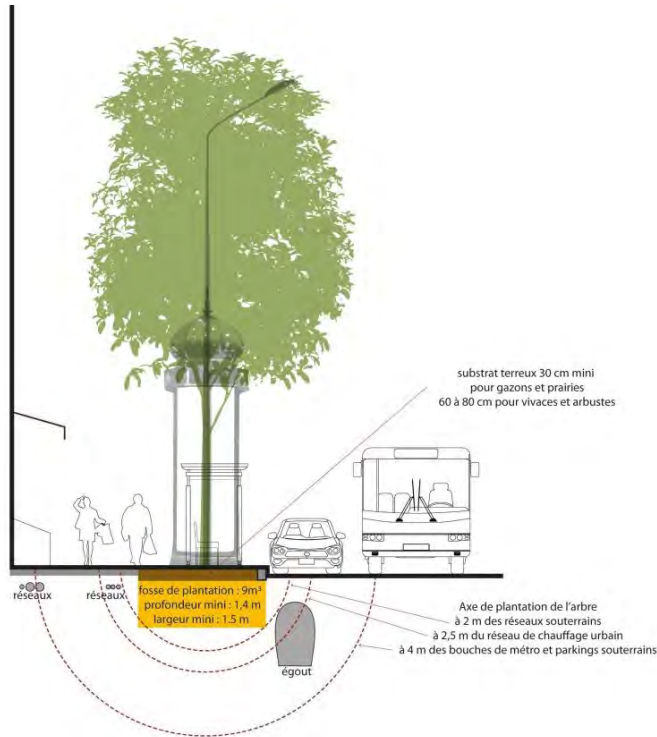 substrat terreux 30 cm mini
pour gazons et prairies
60 à 80 cm pour vivaces et arbustes
réseaux
réseaux
fosse de plantation : 9m³
profondeur mini : 1,4 m
largeur mini : 1.5 m
égout
Axe de plantation de l'arbre
à 2 m des réseaux souterrains
à 2,5 m du réseau de chauffage urbain
à 4 m des bouches de métro et parkings souterrains